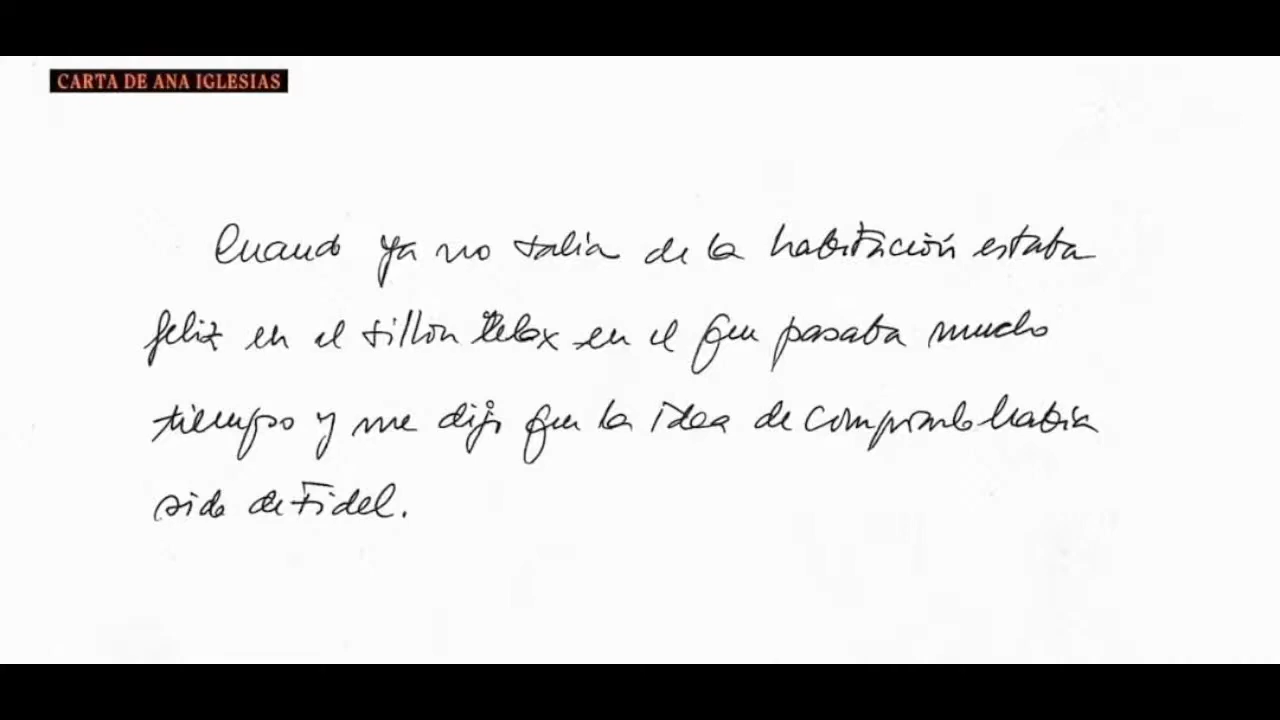 CARTA DE ANA IGLESIAS
Cuando ya no salia de la habitación estaba
feliz en el sillón Relax en el que pasaba mucho
tiempo y me dijo que la idea de comprarlo había
sido de Fidel.